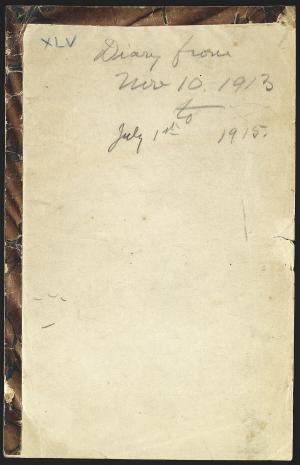 XLV
Diary from
Nov 10. 1913
to
July 1st 1915.